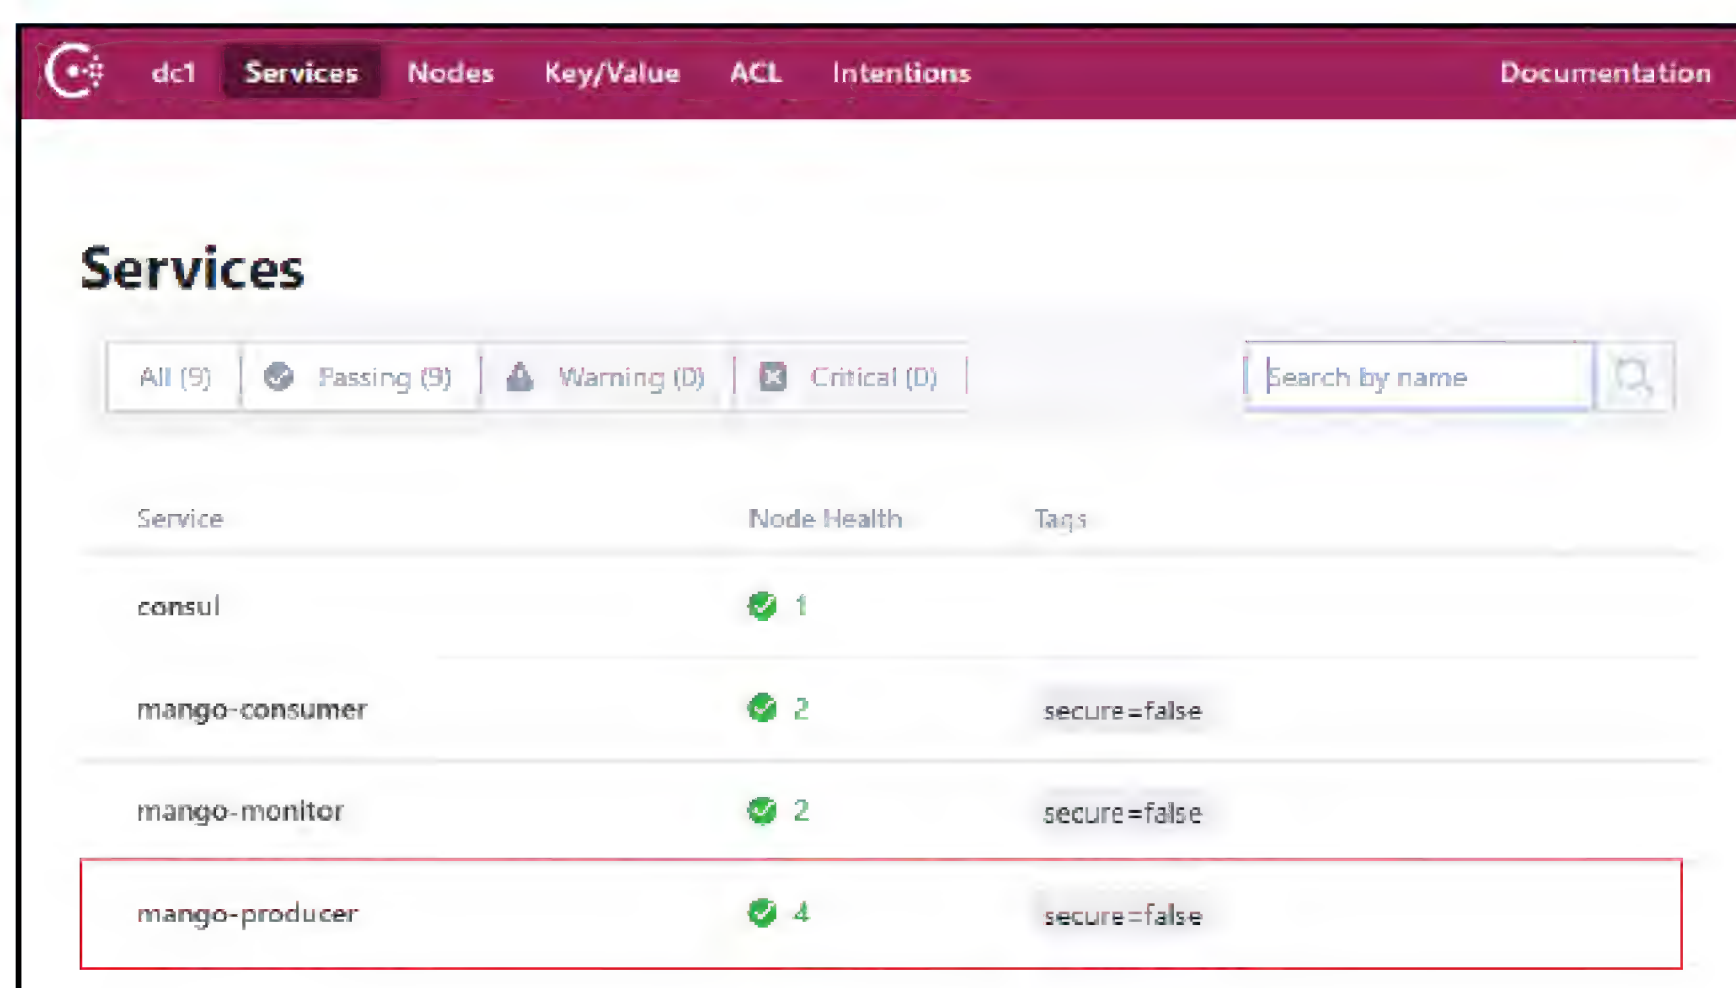 dc1 Services Nodes Key/Value ACL Intentions Documentation
Services
All (9) Passing (9) Warning (0) Critical (0) Search by name
Service Node Health Tags
consul 1
mango-consumer 2 secure=false
mango-monitor 2 secure=false
mango-producer 4 secure=false